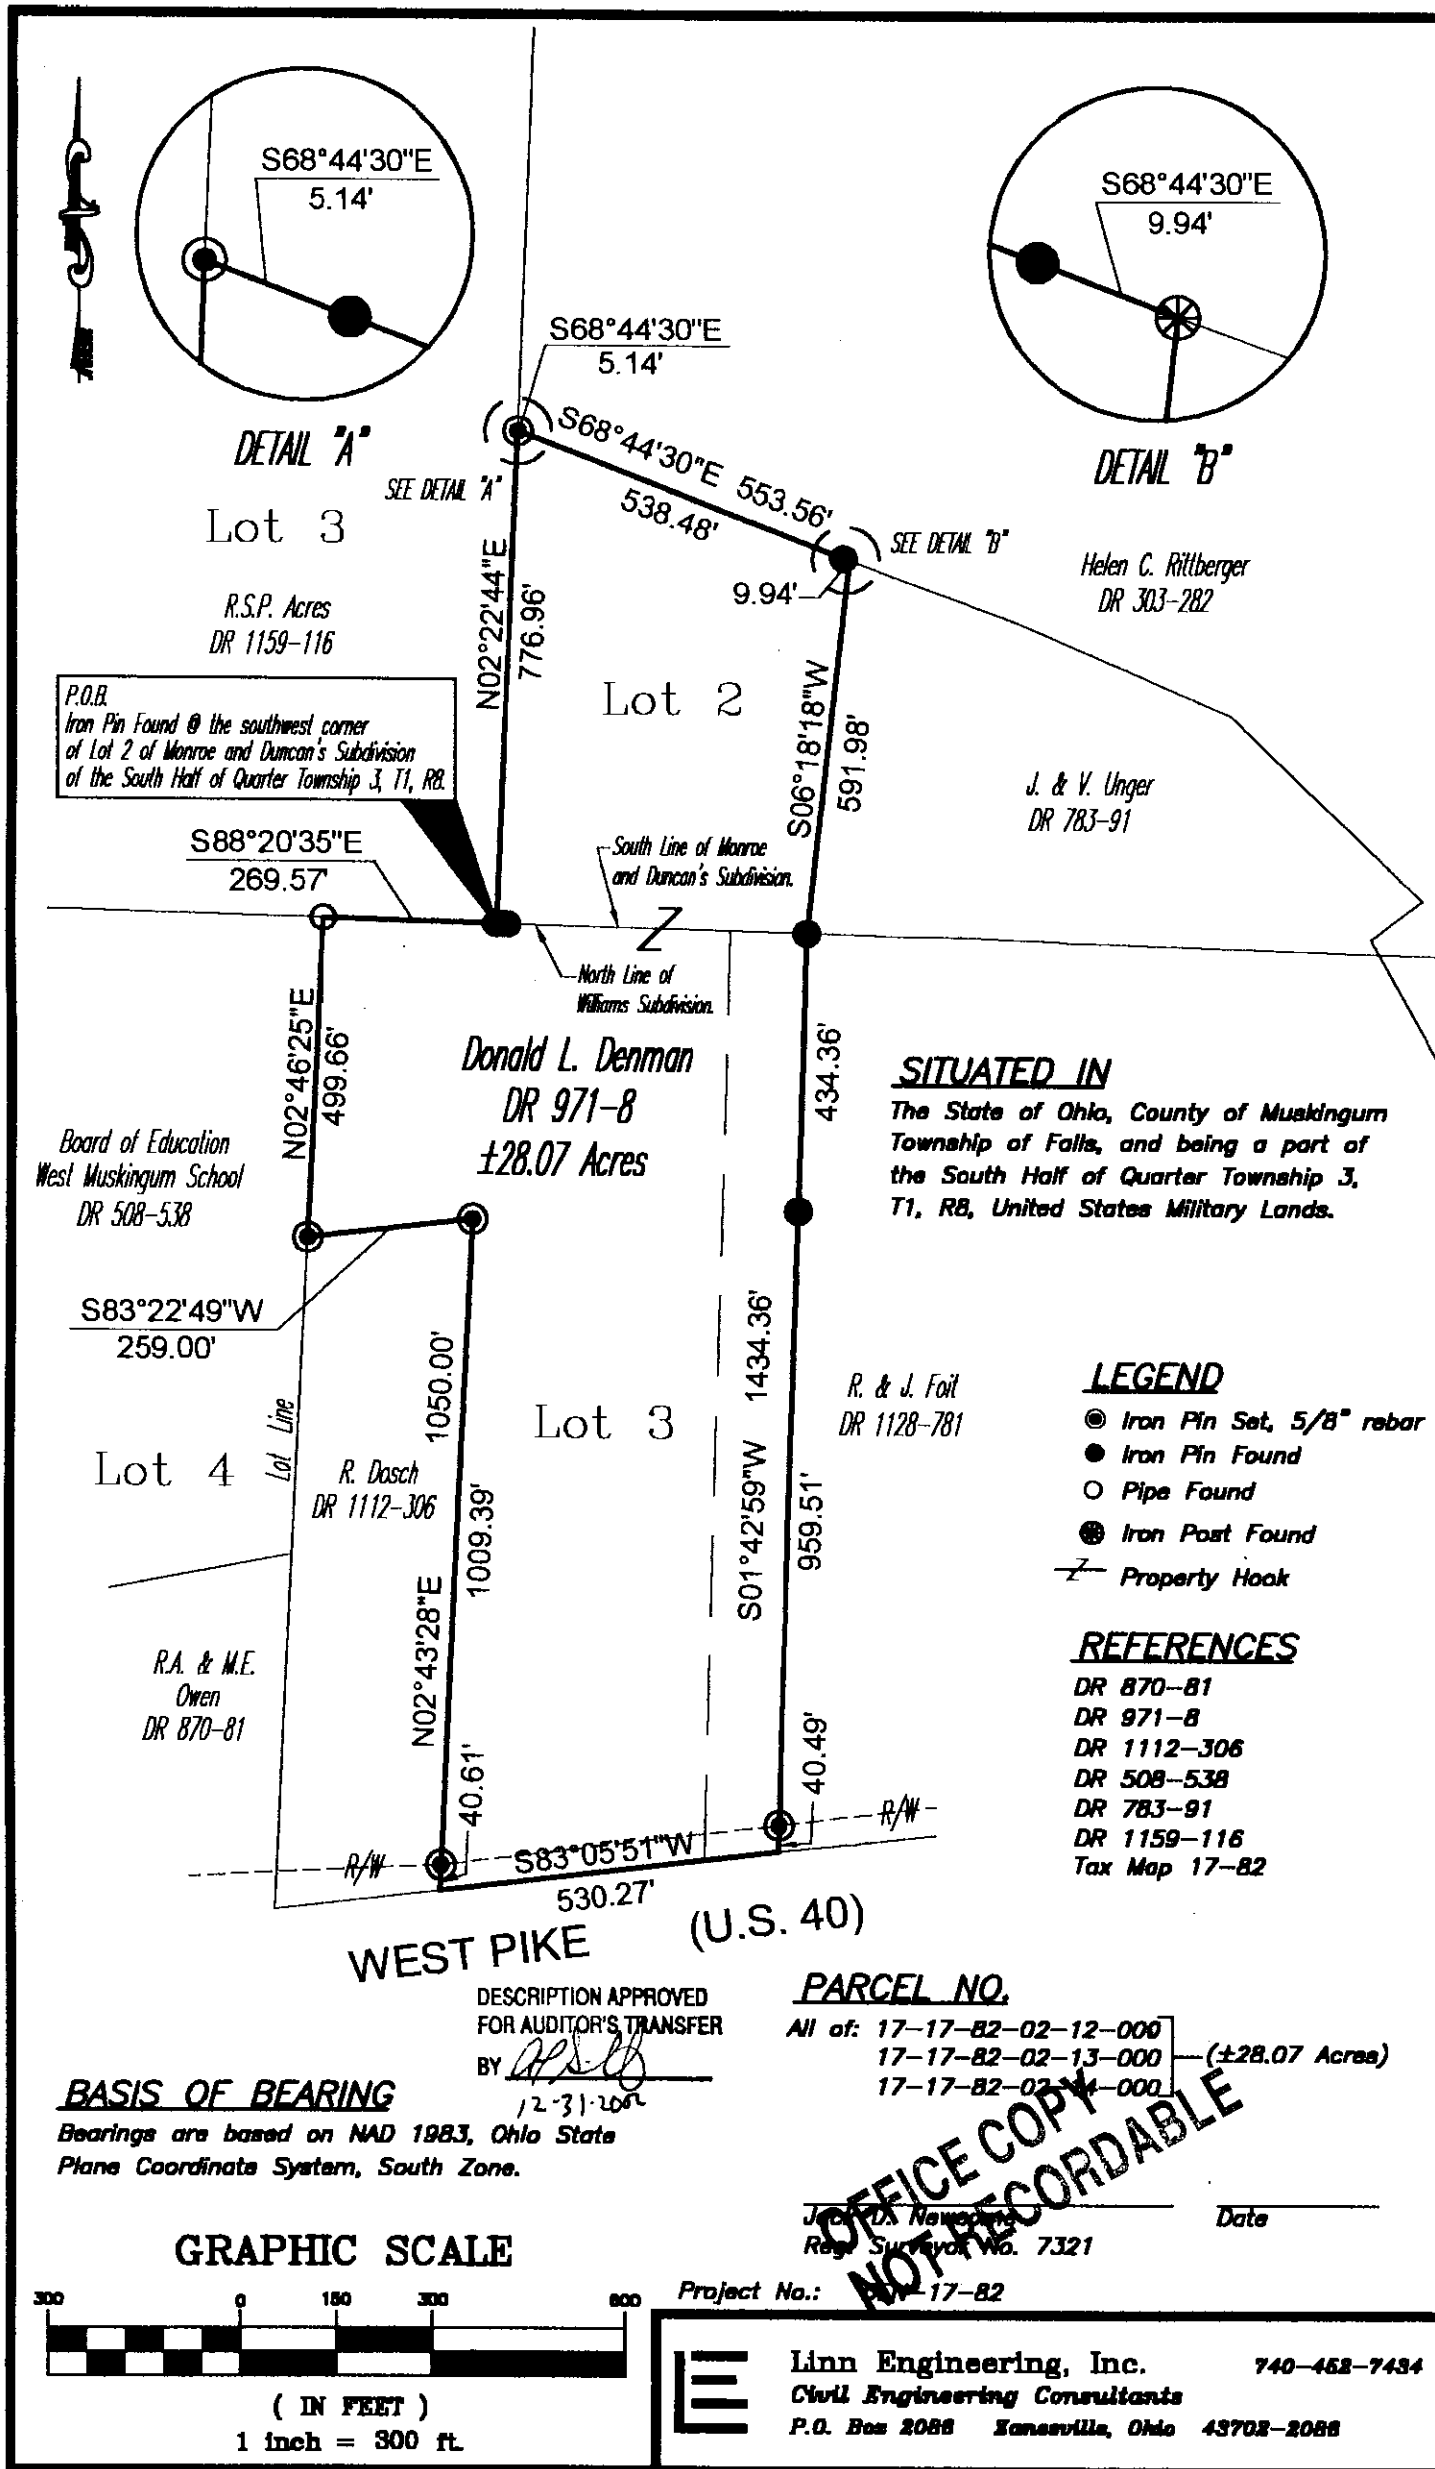 S68°44'30"E
5.14'
DETAIL "A"
S68°44'30"E
9.94'
DETAIL "B"
S68°44'30"E
5.14'
SEE DETAIL "A"
S68°44'30"E 553.56'
538.48'
SEE DETAIL "B"
9.94'
Lot 3
R.S.P. Acres
DR 1159-116
N02°22'44"E
776.96'
Helen C. Rittberger
DR 303-282
Lot 2
S06°18'18"W
591.98'
P.O.B.
Iron Pin Found @ the southwest corner
of Lot 2 of Monroe and Duncan's Subdivision
of the South Half of Quarter Township 3, T1, R8.
J. & V. Unger
DR 783-91
S88°20'35"E
269.57'
South Line of Monroe
and Duncan's Subdivision.
Z
North Line of
Williams Subdivision.
N02°46'25"E
499.66'
Donald L. Denman
DR 971-8
±28.07 Acres
434.36'
Board of Education
West Muskingum School
DR 508-538
SITUATED IN
The State of Ohio, County of Muskingum
Township of Falls, and being a part of
the South Half of Quarter Township 3,
T1, R8, United States Military Lands.
S83°22'49"W
259.00'
1050.00'
1009.39'
N02°43'28"E
40.61'
Lot 3
S01°42'59"W 1434.36'
959.51'
40.49'
R. & J. Foit
DR 1128-781
Lot 4
Lot Line
R. Dosch
DR 1112-306
R.A. & M.E.
Owen
DR 870-81
LEGEND
Iron Pin Set, 5/8" rebar
Iron Pin Found
Pipe Found
Iron Post Found
Property Hook
REFERENCES
DR 870-81
DR 971-8
DR 1112-306
DR 508-538
DR 783-91
DR 1159-116
Tax Map 17-82
R/W
R/W
S83°05'51"W
530.27'
WEST PIKE (U.S. 40)
DESCRIPTION APPROVED
FOR AUDITOR'S TRANSFER
BY
12-31-2002
PARCEL NO.
All of: 17-17-82-02-12-000
17-17-82-02-13-000
17-17-82-02-14-000
(±28.07 Acres)
BASIS OF BEARING
Bearings are based on NAD 1983, Ohio State
Plane Coordinate System, South Zone.
OFFICE COPY
NOT RECORDABLE
Jack D. Newcome
Reg. Surveyor No. 7321
Date
Project No.: 17-82
GRAPHIC SCALE
300 0 150 300 600
( IN FEET )
1 inch = 300 ft.
Linn Engineering, Inc. 740-452-7434
Civil Engineering Consultants
P.O. Box 2086 Zanesville, Ohio 43702-2086